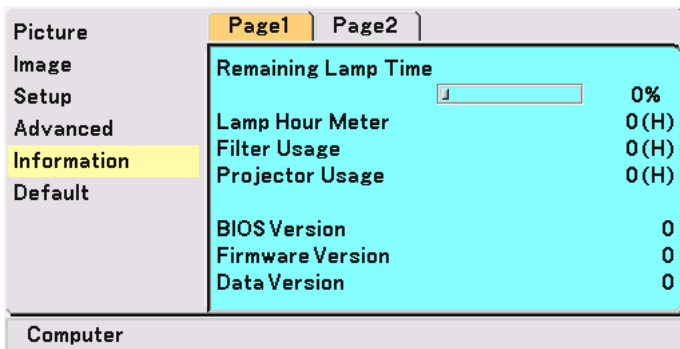 Picture
Image
Setup
Advanced
Information
Default
Page1 Page2
Remaining Lamp Time
0%
Lamp Hour Meter 0(H)
Filter Usage 0(H)
Projector Usage 0(H)
BIOS Version 0
Firmware Version 0
Data Version 0
Computer